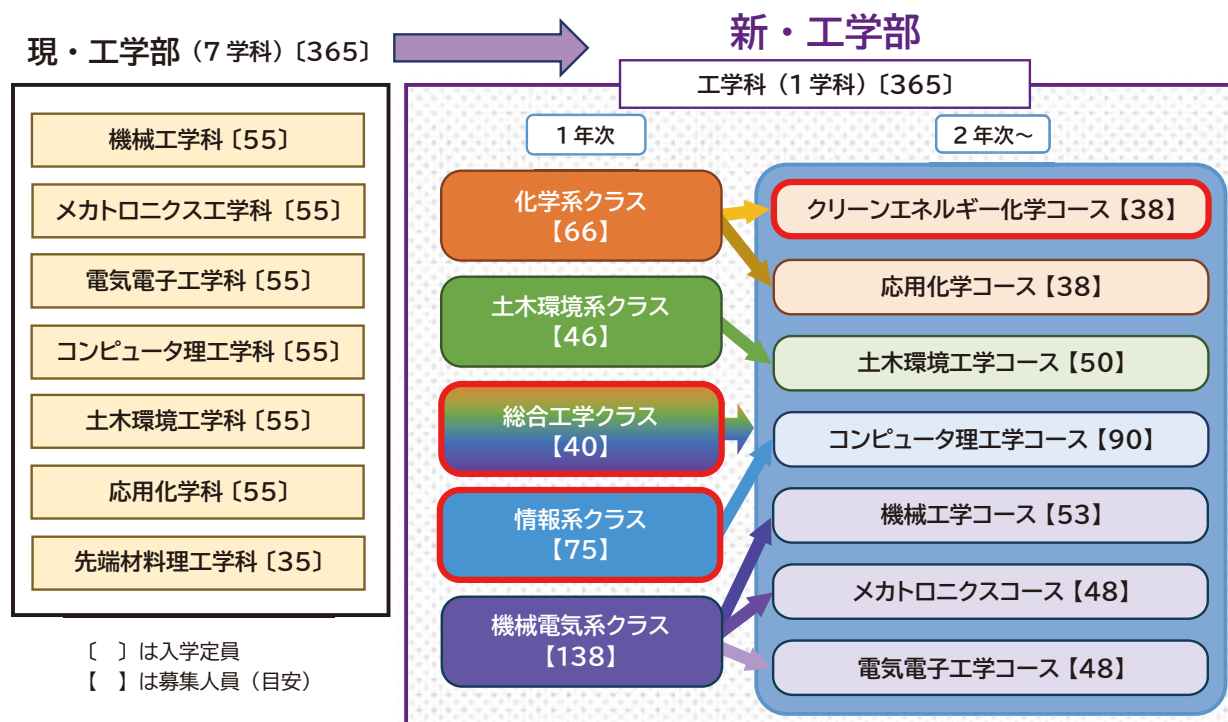 現・工学部（7学科）〔365〕
機械工学科〔55〕
メカトロニクス工学科〔55〕
電気電子工学科〔55〕
コンピュータ理工学科〔55〕
土木環境工学科〔55〕
応用化学科〔55〕
先端材料理工学科〔35〕
〔　〕は入学定員
【　】は募集人員（目安）
新・工学部
工学科（1学科）〔365〕
1年次
化学系クラス
【66】
土木環境系クラス
【46】
総合工学クラス
【40】
情報系クラス
【75】
機械電気系クラス
【138】
2年次～
クリーンエネルギー化学コース【38】
応用化学コース【38】
土木環境工学コース【50】
コンピュータ理工学コース【90】
機械工学コース【53】
メカトロニクスコース【48】
電気電子工学コース【48】